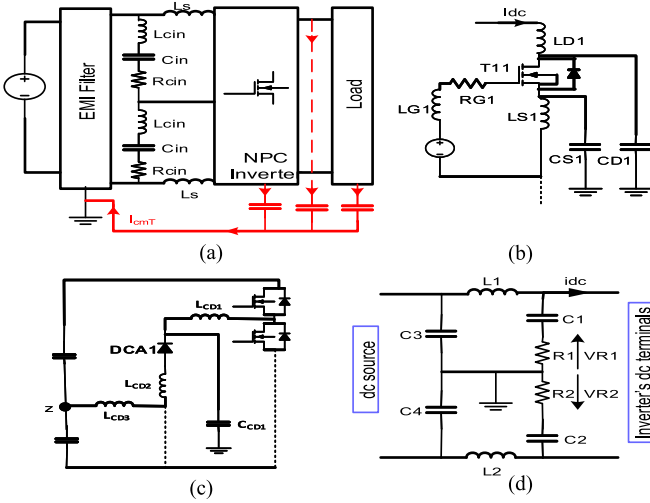 Ls
Lcin
Cin
Rcin
Lcin
Cin
Rcin
Ls
EMI Filter
NPC
Inverter
Load
IcmT
(a)
Idc
LD1
T11
RG1
LG1
LS1
CS1
CD1
(b)
LCD1
DCA1
LCD2
z
LCD3
CCD1
(c)
L1
idc
C1
C3
R1
VR1
R2
VR2
C4
C2
L2
dc source
Inverter's dc terminals
(d)